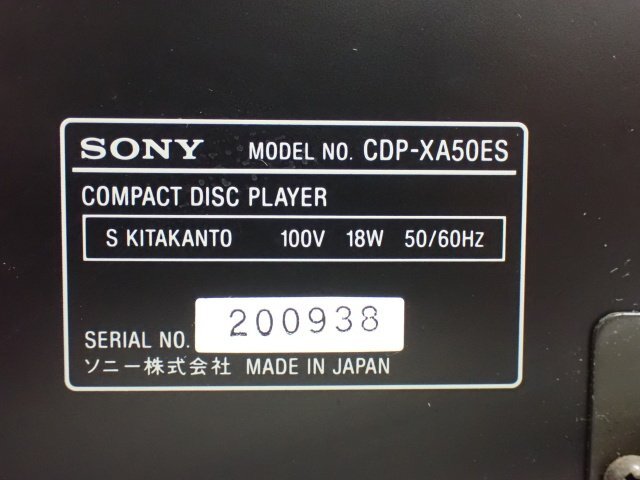 SONY MODEL NO. CDP-XA50ES
COMPACT DISC PLAYER
S KITAKANTO 100V 18W 50/60HZ
SERIAL NO. 200938
ソニー株式会社 MADE IN JAPAN